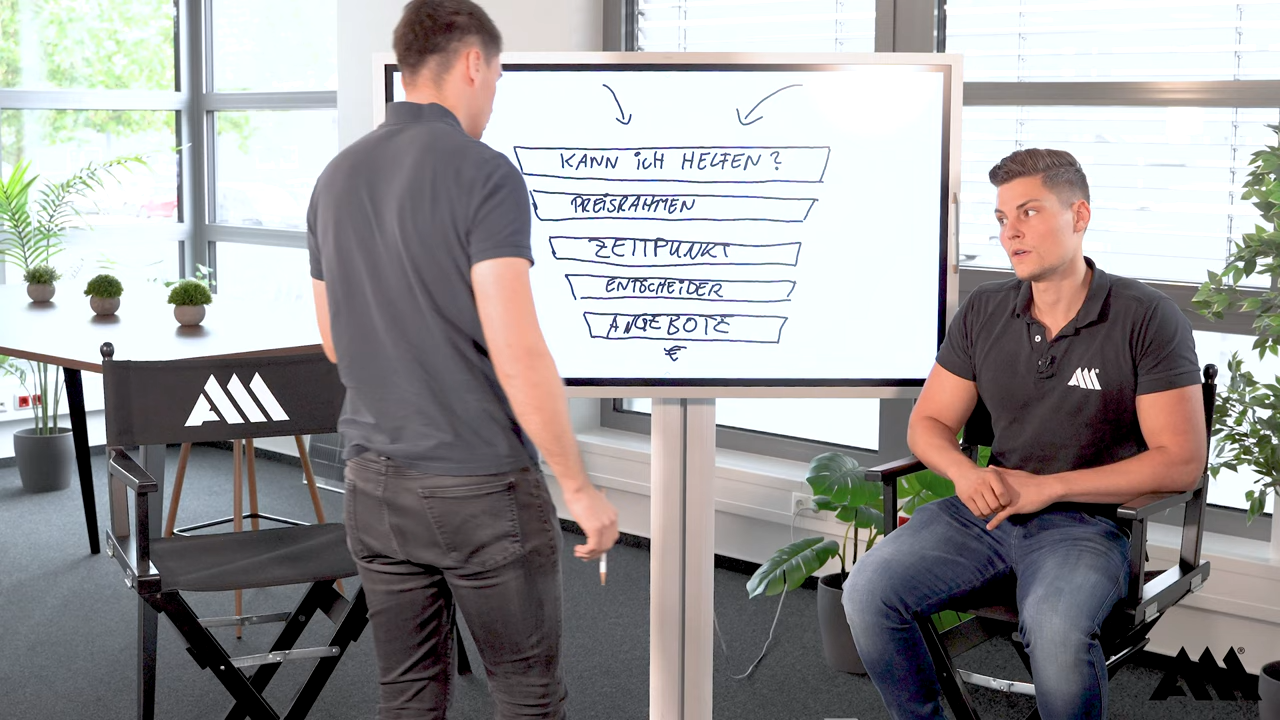 KANN iCH HELFEN?
PREISRAHMEN
ZEITPUNKT
ENTSCHEiDER
ANGEBOTE
€